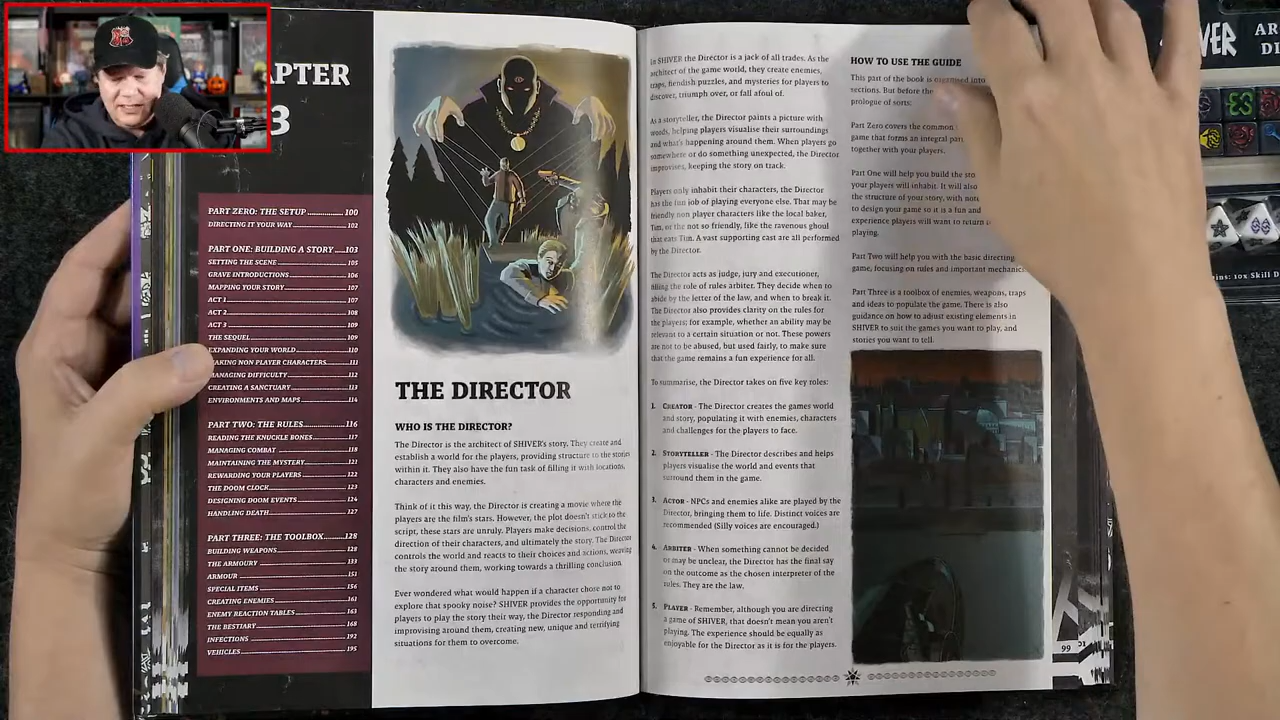 APTER
3
PART ZERO: THE SETUP 100
DIRECTING IT YOUR WAY 102
PART ONE: BUILDING A STORY 103
SETTING THE SCENE 105
GRAVE INTRODUCTIONS 106
MAPPING YOUR STORY 107
ACT 1 107
ACT 2 108
ACT 3 109
THE SEQUEL 109
EXPANDING YOUR WORLD 110
MAKING NON PLAYER CHARACTERS 111
MANAGING DIFFICULTY 112
CREATING A SANCTUARY 113
ENVIRONMENTS AND MAPS 114
PART TWO: THE RULES 116
READING THE KNUCKLE BONES 117
MANAGING COMBAT 118
MAINTAINING THE MYSTERY 121
REWARDING YOUR PLAYERS 122
THE DOOM CLOCK 123
DESIGNING DOOM EVENTS 124
HANDLING DEATH 127
PART THREE: THE TOOLBOX 128
BUILDING WEAPONS 128
THE ARMOURY 133
ARMOUR 151
SPECIAL ITEMS 156
CREATING ENEMIES 161
ENEMY REACTION TABLES 163
THE BESTIARY 168
INFECTIONS 192
VEHICLES 195
THE DIRECTOR
WHO IS THE DIRECTOR?
The Director is the architect of SHIVER's story. They create and
establish a world for the players, providing structure to the stories
within it. They also have the fun task of filling it with locations,
characters and enemies.
Think of it this way, the Director is creating a movie where the
players are the film's stars. However, the plot doesn't stick to the
script, these stars are unruly. Players make decisions, control the
direction of their characters, and ultimately the story. The Director
controls the world and reacts to their choices and actions, weaving
the story around them, working towards a thrilling conclusion.
Ever wondered what would happen if a character chose not to
explore that spooky noise? SHIVER provides the opportunity for
players to play the story their way, the Director responding and
improvising around them, creating new, unique and terrifying
situations for them to overcome.
In SHIVER the Director is a jack of all trades. As the
architect of the game world, they create enemies,
traps, fiendish puzzles, and mysteries for players to
discover, triumph over, or fall afoul of.
As a storyteller, the Director paints a picture with
words, helping players visualise their surroundings
and what's happening around them. When players go
somewhere or do something unexpected, the Director
improvises, keeping the story on track.
Players only inhabit their characters, the Director
has the fun job of playing everyone else. That may be
friendly non player characters like the local baker,
Tim, or the not so friendly, like the ravenous ghoul
that eats Tim. A vast supporting cast are all performed
by the Director.
The Director acts as judge, jury and executioner,
filling the role of rules arbiter. They decide when to
abide by the letter of the law, and when to break it.
The Director also provides clarity on the rules for
the players; for example, whether an ability may be
relevant to a certain situation or not. These powers
are not to be abused, but used fairly, to make sure
that the game remains a fun experience for all.
To summarise, the Director takes on five key roles:
1. CREATOR - The Director creates the games world
and story, populating it with enemies, characters
and challenges for the players to face.
2. STORYTELLER - The Director describes and helps
players visualise the world and events that
surround them in the game.
3. ACTOR - NPCs and enemies alike are played by the
Director, bringing them to life. Distinct voices are
recommended (Silly voices are encouraged.)
4. ARBITER - When something cannot be decided
or may be unclear, the Director has the final say
on the outcome as the chosen interpreter of the
rules. They are the law.
5. PLAYER - Remember, although you are directing
a game of SHIVER, that doesn't mean you aren't
playing. The experience should be equally as
enjoyable for the Director as it is for the players.
HOW TO USE THE GUIDE
This part of the book is organised into
sections. But before the
prologue of sorts:
Part Zero covers the common
game that forms an integral par
together with your players.
Part One will help you build the sto
your players will inhabit. It will also
the structure of your story, with note
to design your game so it is a fun and
experience players will want to return
playing.
Part Two will help you with the basic directing
game, focusing on rules and important mechanics.
Part Three is a toolbox of enemies, weapons, traps
and ideas to populate the game. There is also
guidance on how to adjust existing elements in
SHIVER to suit the games you want to play, and
stories you want to tell.
99
VER
AR
DI
ins: 10x Skill D